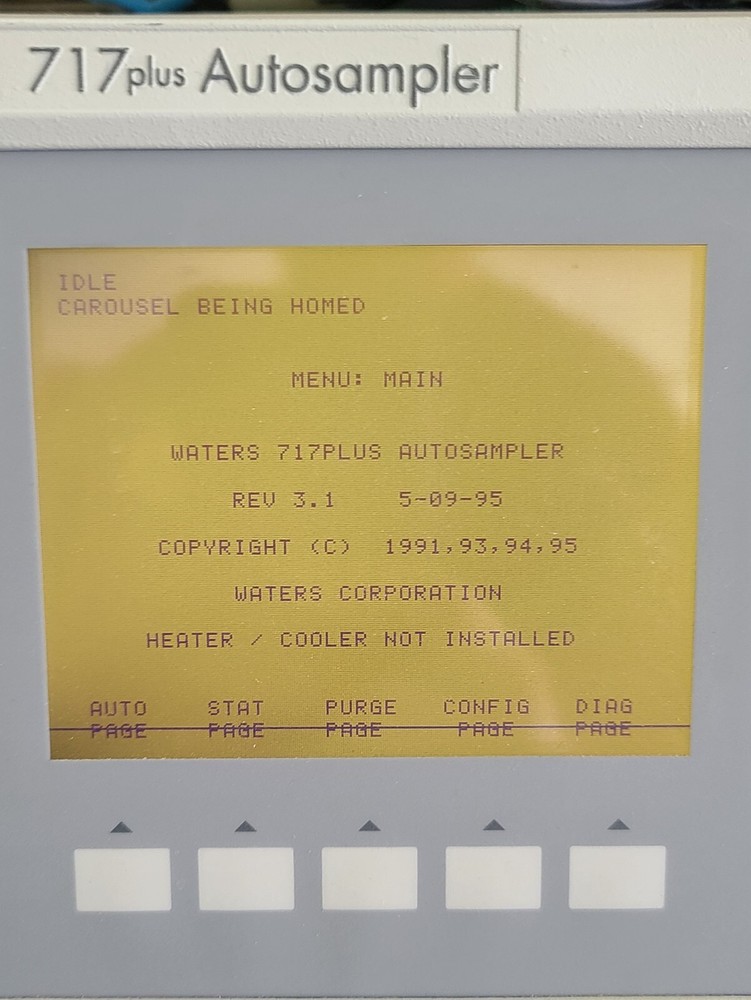 717plus Autosampler
IDLE
CAROUSEL BEING HOMED
MENU: MAIN
WATERS 717PLUS AUTOSAMPLER
REV 3.1 5-09-95
COPYRIGHT (C) 1991,93,94,95
WATERS CORPORATION
HEATER / COOLER NOT INSTALLED
AUTO STAT PURGE CONFIG DIAG
PAGE PAGE PAGE PAGE PAGE